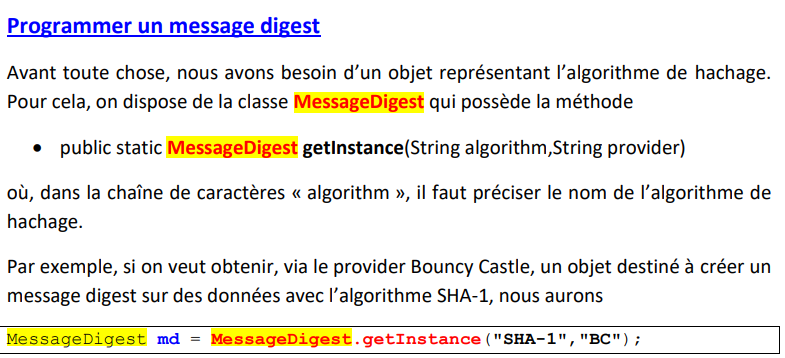 Programmer un message digest
Avant toute chose, nous avons besoin d’un objet représentant l’algorithme de hachage.
Pour cela, on dispose de la classe MessageDigest qui possède la méthode
• public static MessageDigest getInstance(String algorithm,String provider)
où, dans la chaîne de caractères « algorithm », il faut préciser le nom de l’algorithme de
hachage.
Par exemple, si on veut obtenir, via le provider Bouncy Castle, un objet destiné à créer un
message digest sur des données avec l’algorithme SHA-1, nous aurons
MessageDigest md = MessageDigest.getInstance("SHA-1","BC");